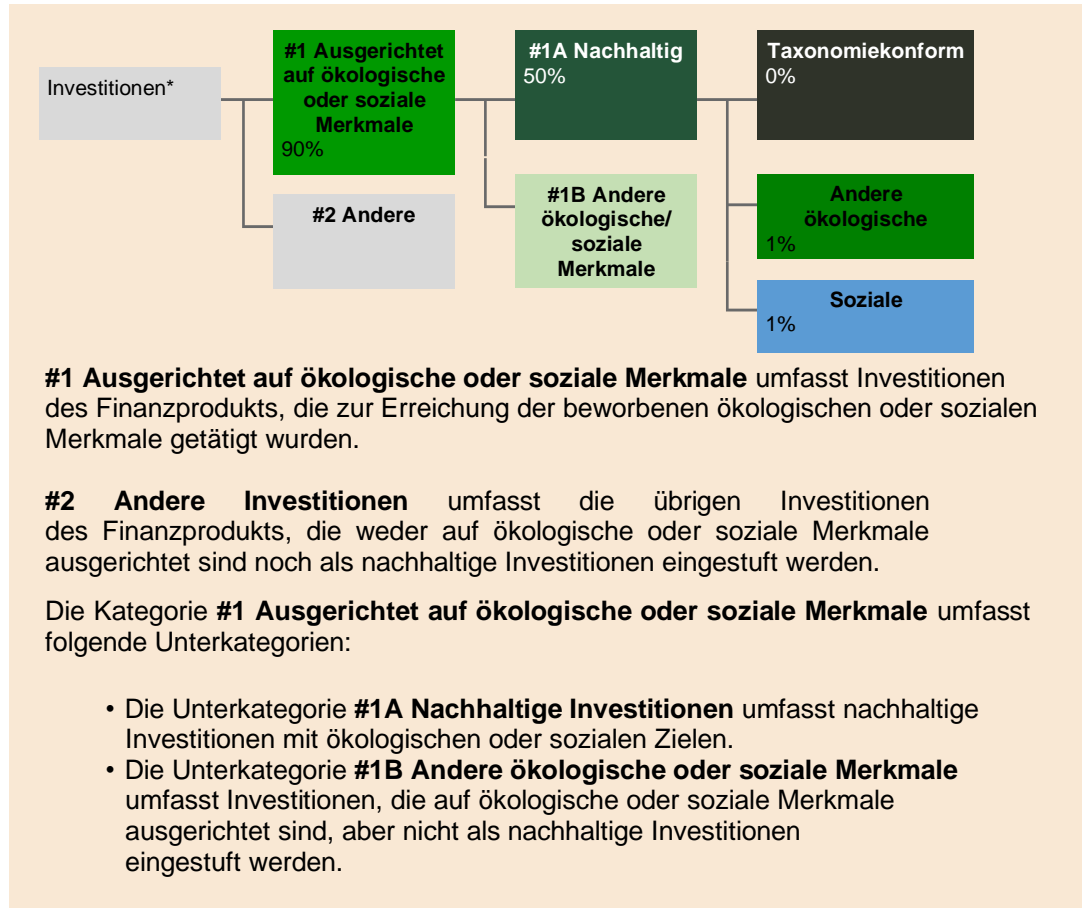 Investitionen*
#1 Ausgerichtet
auf ökologische
oder soziale
Merkmale
90%
#2 Andere
#1A Nachhaltig
50%
#1B Andere
ökologische/
soziale
Merkmale
Taxonomiekonform
0%
Andere
ökologische
1%
Soziale
1%
#1 Ausgerichtet auf ökologische oder soziale Merkmale umfasst Investitionen
des Finanzprodukts, die zur Erreichung der beworbenen ökologischen oder sozialen
Merkmale getätigt wurden.
#2 Andere Investitionen umfasst die übrigen Investitionen
des Finanzprodukts, die weder auf ökologische oder soziale Merkmale
ausgerichtet sind noch als nachhaltige Investitionen eingestuft werden.
Die Kategorie #1 Ausgerichtet auf ökologische oder soziale Merkmale umfasst
folgende Unterkategorien:
• Die Unterkategorie #1A Nachhaltige Investitionen umfasst nachhaltige
Investitionen mit ökologischen oder sozialen Zielen.
• Die Unterkategorie #1B Andere ökologische oder soziale Merkmale
umfasst Investitionen, die auf ökologische oder soziale Merkmale
ausgerichtet sind, aber nicht als nachhaltige Investitionen
eingestuft werden.